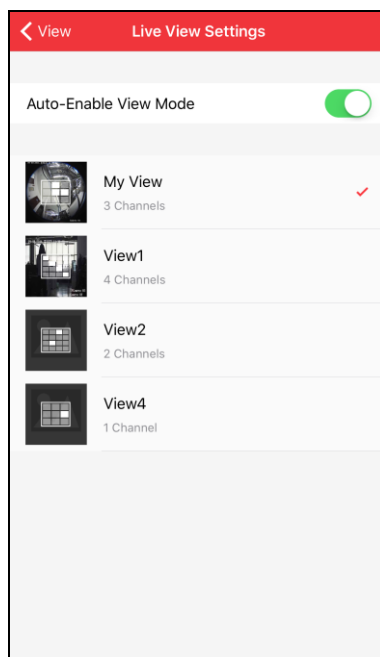 View
Live View Settings
Auto-Enable View Mode
My View
3 Channels
View1
4 Channels
View2
2 Channels
View4
1 Channel